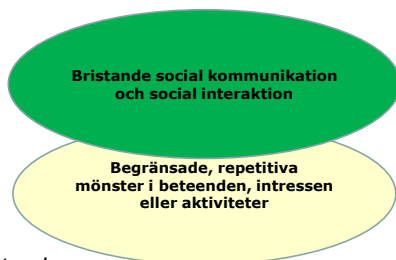 Bristande social kommunikation
och social interaktion
Begränsade, repetitiva
mönster i beteenden, intressen
eller aktiviteter